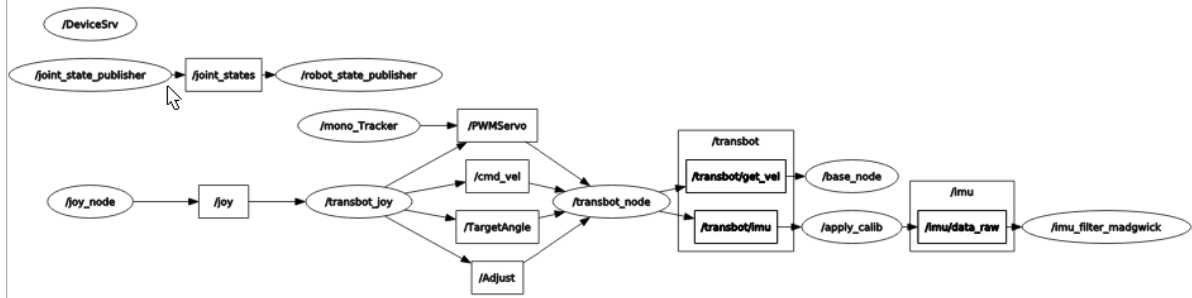 /DeviceSrv
/joint_state_publisher
/joint_states
/robot_state_publisher
/mono_Tracker
/PWMServo
/transbot
/cmd_vel
/transbot/get_vel
/base_node
/imu
/joy_node
/joy
/transbot_joy
/transbot_node
/TargetAngle
/transbot/imu
/apply_calib
/imu/data_raw
/imu_filter_madgwick
/Adjust